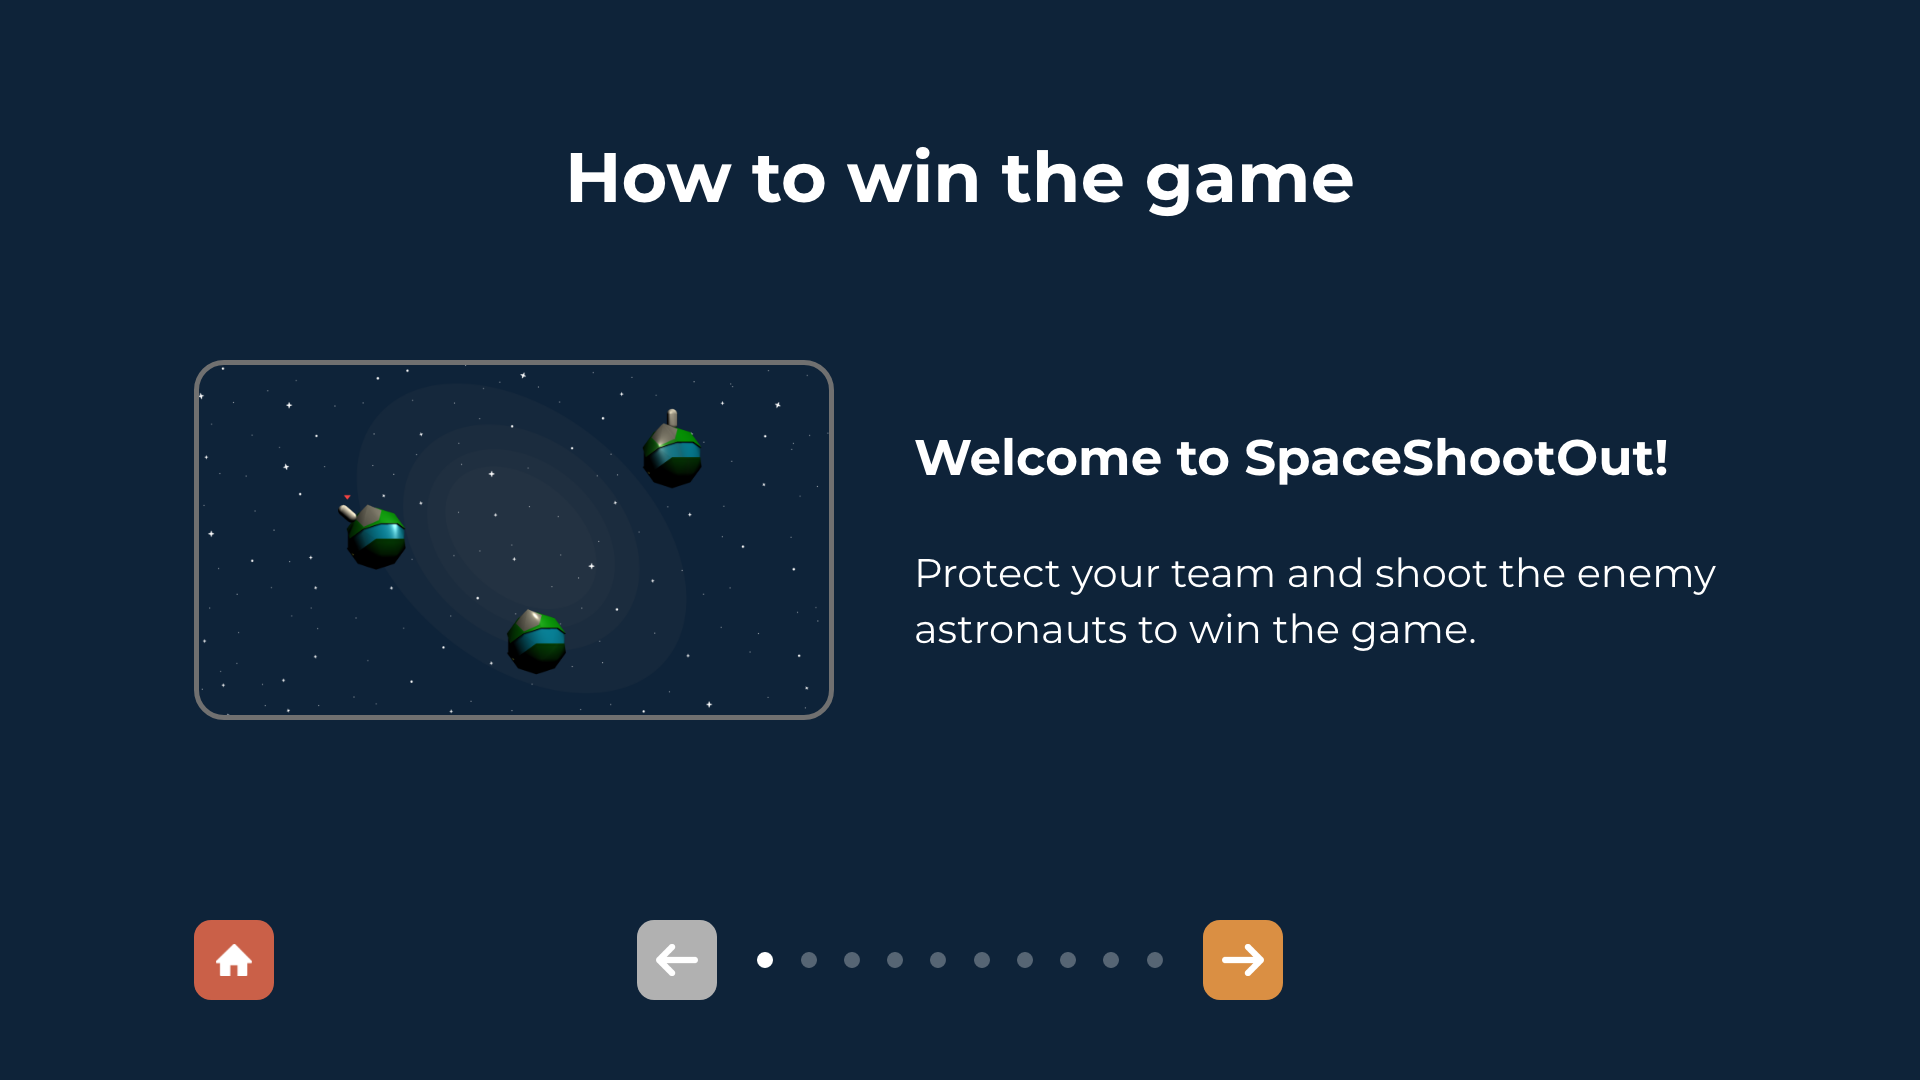 How to win the game
Welcome to SpaceShootOut!
Protect your team and shoot the enemy
astronauts to win the game.